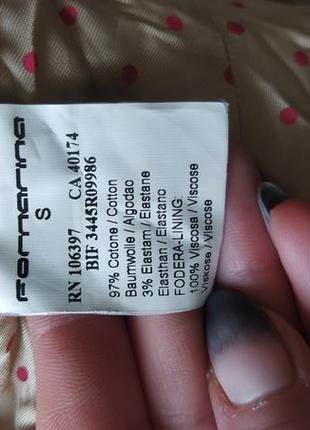 Fornarina
S
RN 106397 CA 40174
BIF 3445R09986
97% Cotone / Cotton
Baumwolle / Algodao
3% Elastam / Elastane
Elasthan / Elastano
FODERA-LINING:
100% Viscosa / Viscose
Viskose / Viscose